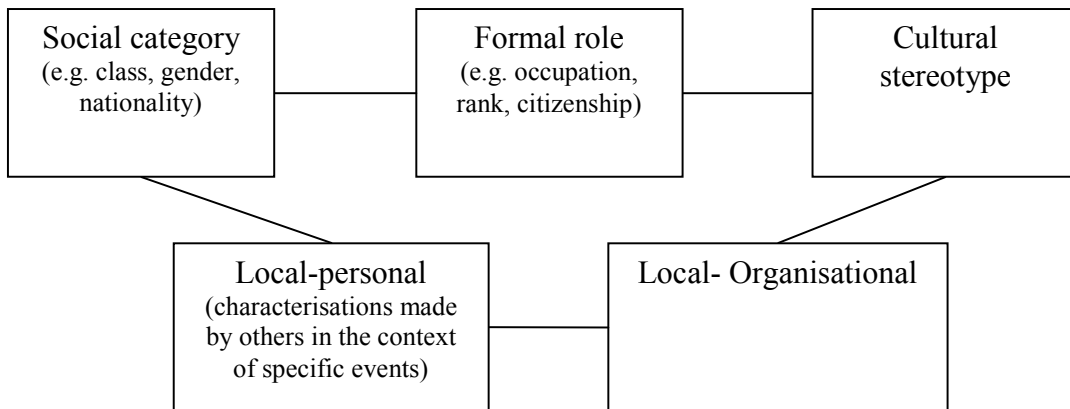 Social category
(e.g. class, gender,
nationality)
Formal role
(e.g. occupation,
rank, citizenship)
Cultural
stereotype
Local-personal
(characterisations made
by others in the context
of specific events)
Local- Organisational